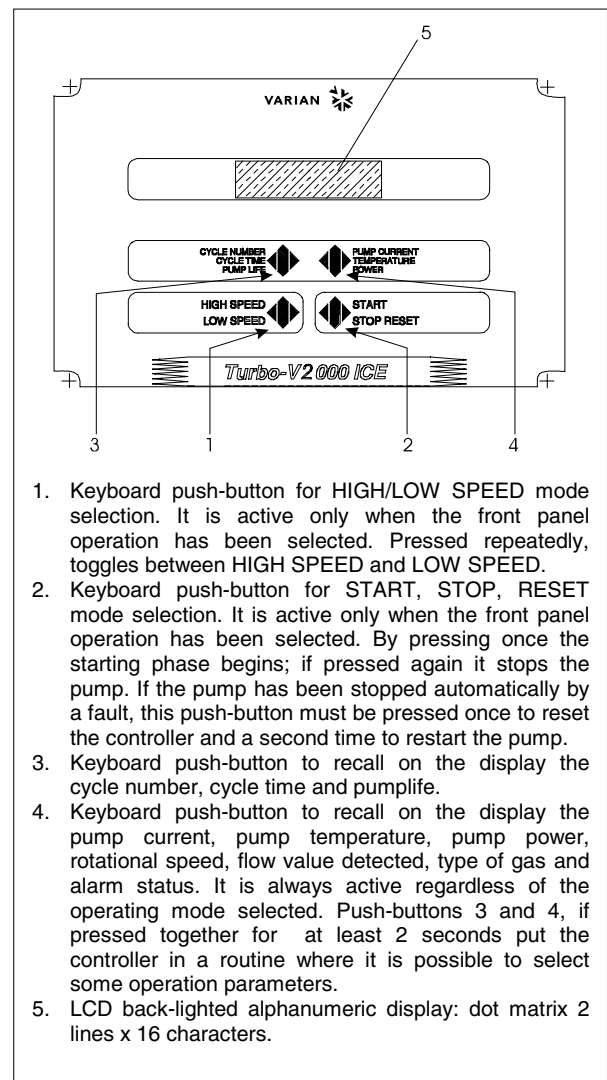 5
VARIAN
CYCLE NUMBER
CYCLE TIME
PUMP LIFE
PUMP CURRENT
TEMPERATURE
POWER
HIGH SPEED
LOW SPEED
START
STOP RESET
Turbo-V2000 ICE
3
1
2
4
1. Keyboard push-button for HIGH/LOW SPEED mode
selection. It is active only when the front panel
operation has been selected. Pressed repeatedly,
toggles between HIGH SPEED and LOW SPEED.
2. Keyboard push-button for START, STOP, RESET
mode selection. It is active only when the front panel
operation has been selected. By pressing once the
starting phase begins; if pressed again it stops the
pump. If the pump has been stopped automatically by
a fault, this push-button must be pressed once to reset
the controller and a second time to restart the pump.
3. Keyboard push-button to recall on the display the
cycle number, cycle time and pumplife.
4. Keyboard push-button to recall on the display the
pump current, pump temperature, pump power,
rotational speed, flow value detected, type of gas and
alarm status. It is always active regardless of the
operating mode selected. Push-buttons 3 and 4, if
pressed together for at least 2 seconds put the
controller in a routine where it is possible to select
some operation parameters.
5. LCD back-lighted alphanumeric display: dot matrix 2
lines x 16 characters.